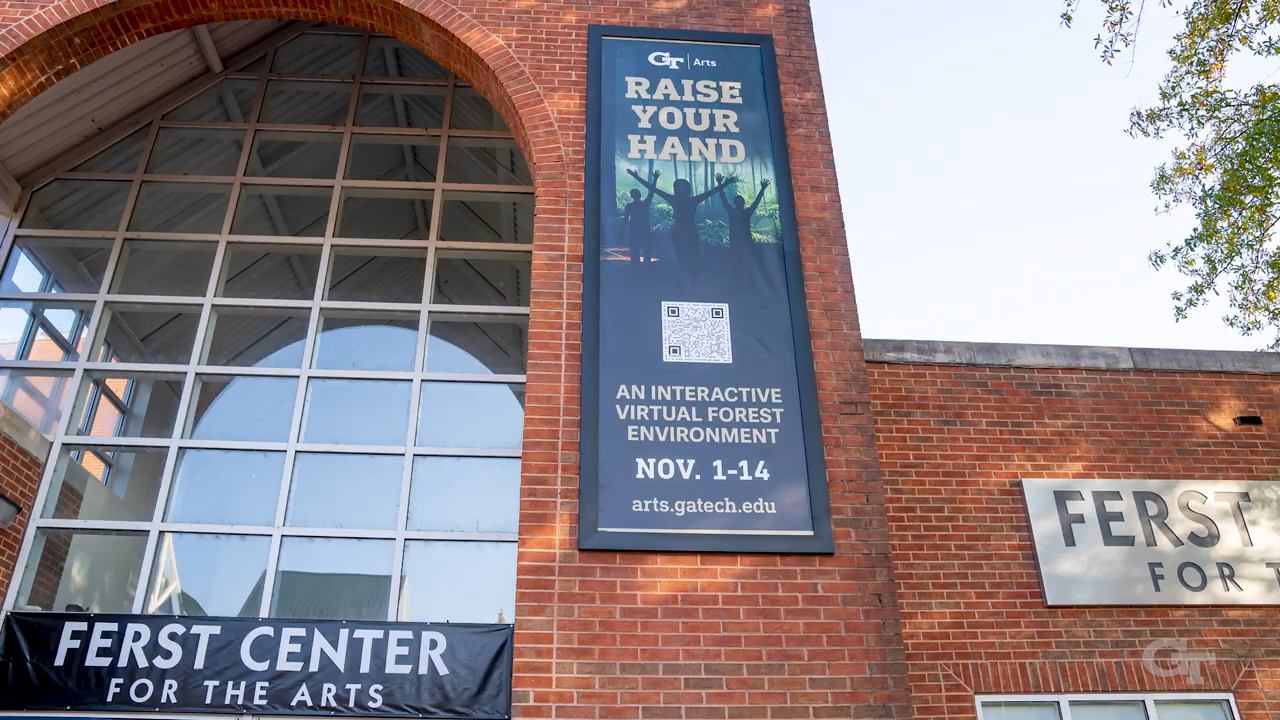 GT | Arts
RAISE
YOUR
HAND
AN INTERACTIVE
VIRTUAL FOREST
ENVIRONMENT
NOV. 1-14
arts.gatech.edu
FERST
FOR T
FERST CENTER
FOR THE ARTS
GT